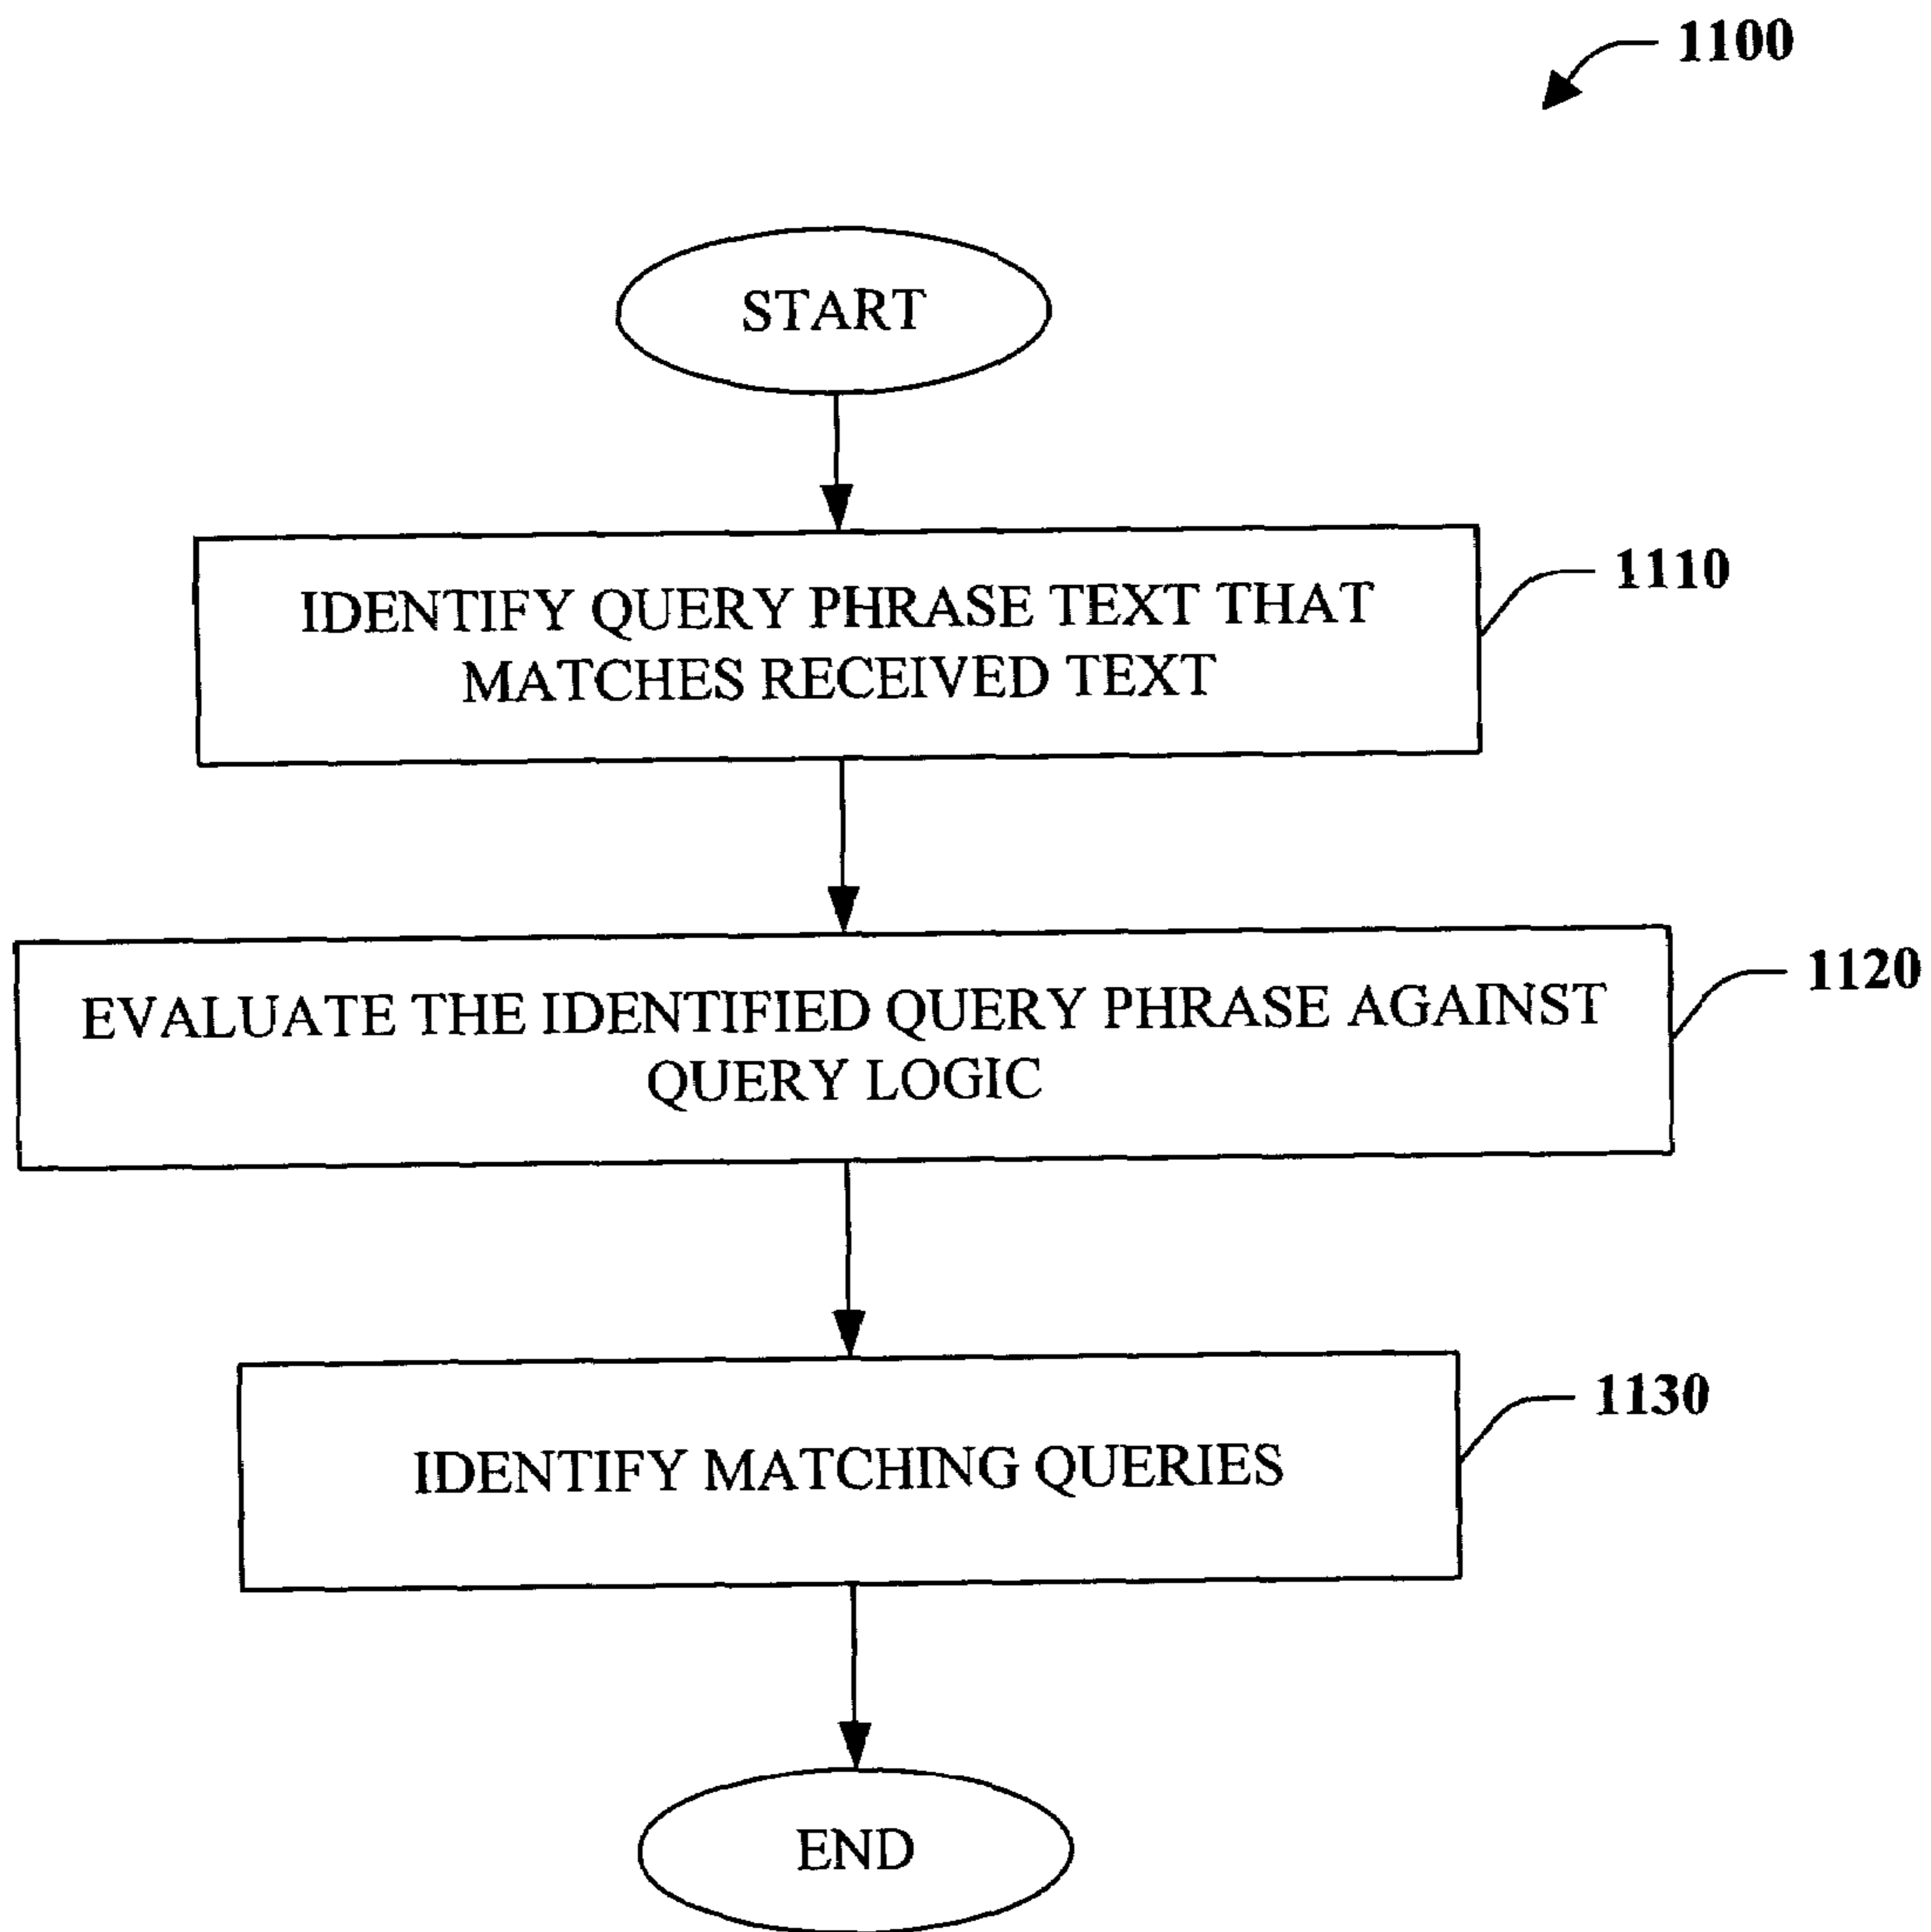 1100
START
IDENTIFY QUERY PHRASE TEXT THAT
MATCHES RECEIVED TEXT
1110
EVALUATE THE IDENTIFIED QUERY PHRASE AGAINST
QUERY LOGIC
1120
IDENTIFY MATCHING QUERIES
1130
END